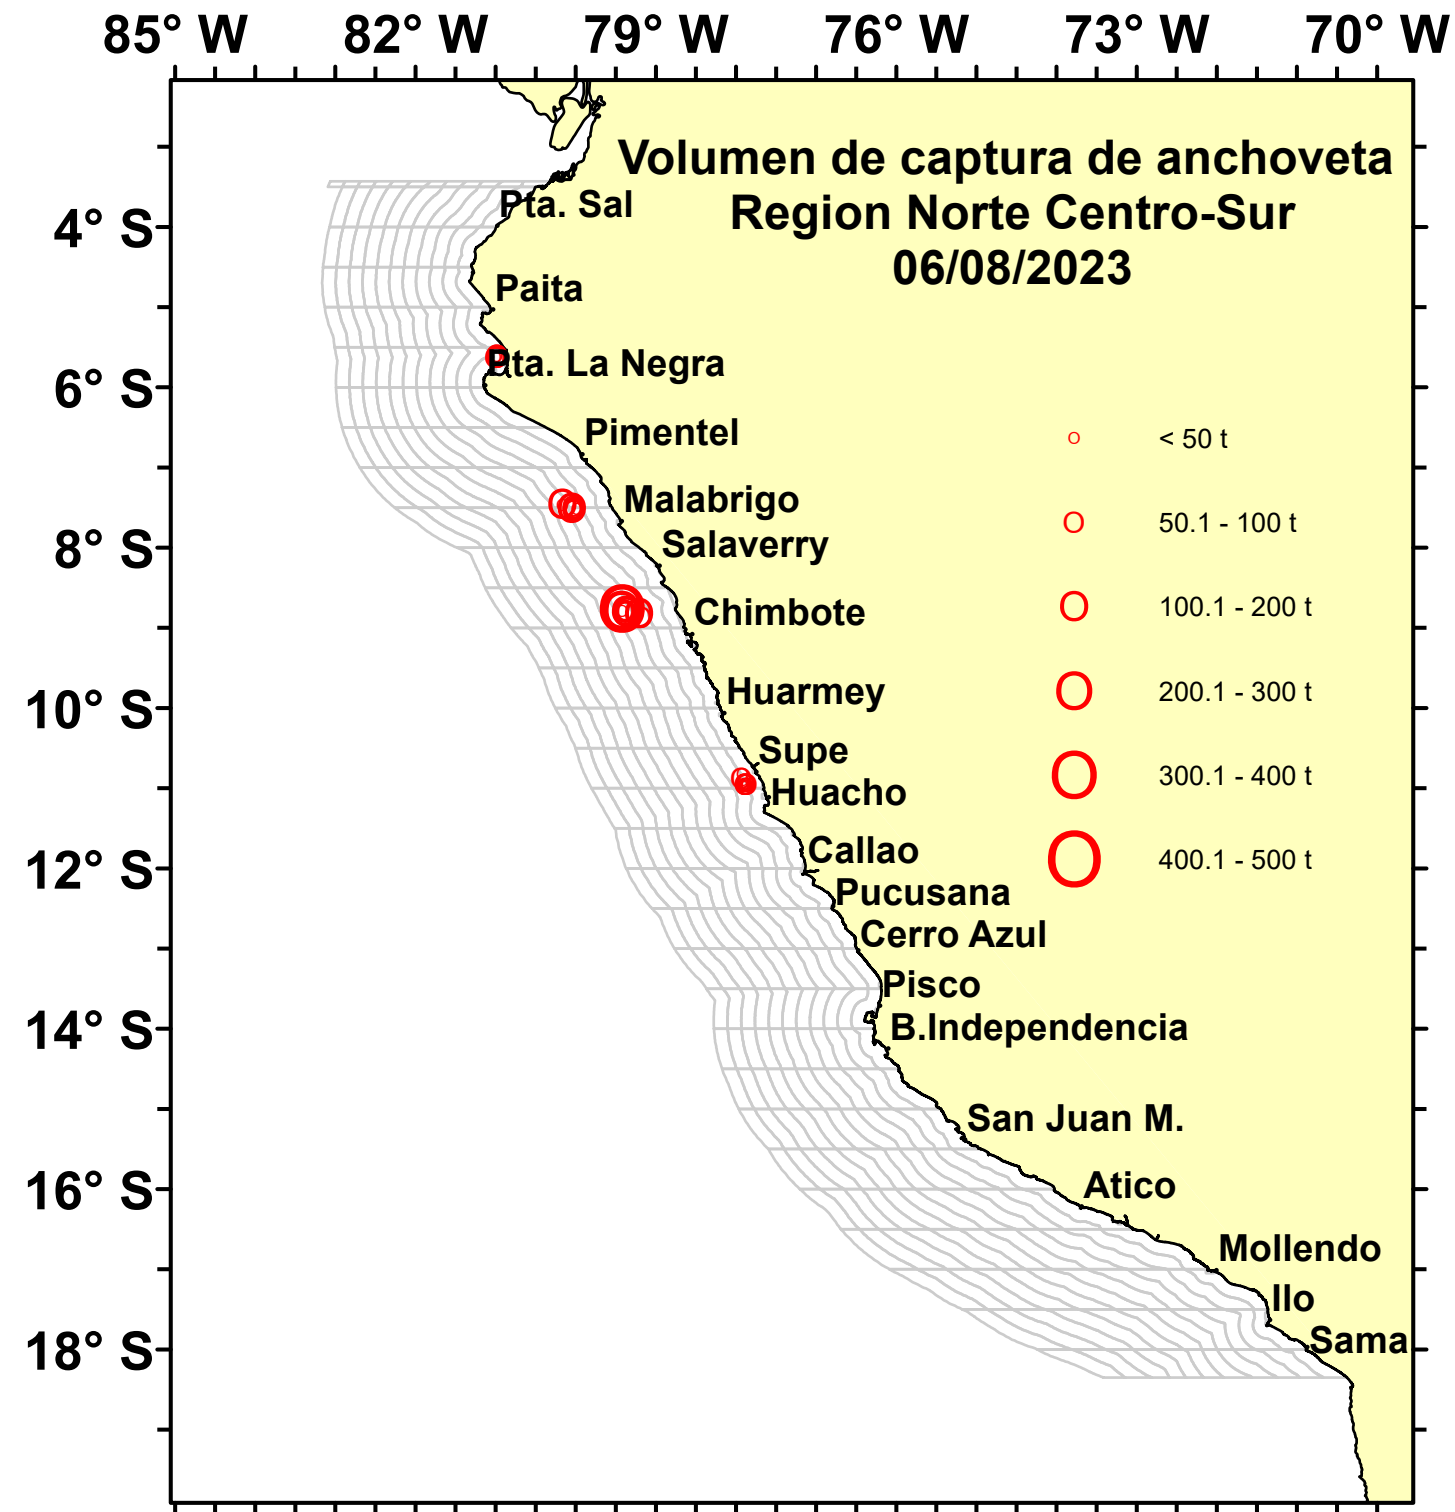 85° W 82° W 79° W 76° W 73° W 70° W
Volumen de captura de anchoveta
Region Norte Centro-Sur
06/08/2023
4° S
6° S
8° S
10° S
12° S
14° S
16° S
18° S
Pta. Sal
Paita
Pta. La Negra
Pimentel
Malabrigo
Salaverry
Chimbote
Huarmey
Supe
Huacho
Callao
Pucusana
Cerro Azul
Pisco
B.Independencia
San Juan M.
Atico
Mollendo
Ilo
Sama
< 50 t
50.1 - 100 t
100.1 - 200 t
200.1 - 300 t
300.1 - 400 t
400.1 - 500 t